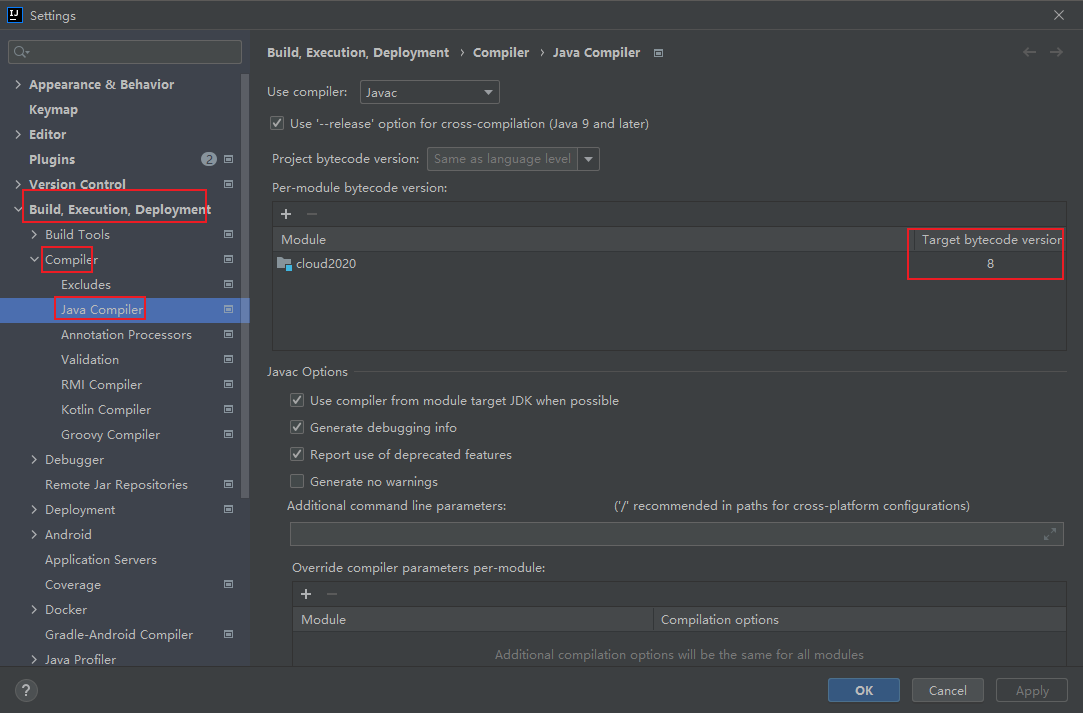 IJ Settings
Build, Execution, Deployment › Compiler › Java Compiler
Appearance & Behavior
Keymap
Editor
Plugins 2
Version Control
Build, Execution, Deployment
Build Tools
Compiler
Excludes
Java Compiler
Annotation Processors
Validation
RMI Compiler
Kotlin Compiler
Groovy Compiler
Debugger
Remote Jar Repositories
Deployment
Android
Application Servers
Coverage
Docker
Gradle-Android Compiler
Java Profiler
Use compiler: Javac
Use '--release' option for cross-compilation (Java 9 and later)
Project bytecode version: Same as language level
Per-module bytecode version:
Module Target bytecode version
cloud2020 8
Javac Options
Use compiler from module target JDK when possible
Generate debugging info
Report use of deprecated features
Generate no warnings
Additional command line parameters: ('/' recommended in paths for cross-platform configurations)
Override compiler parameters per-module:
Module Compilation options
Additional compilation options will be the same for all modules
? OK Cancel Apply